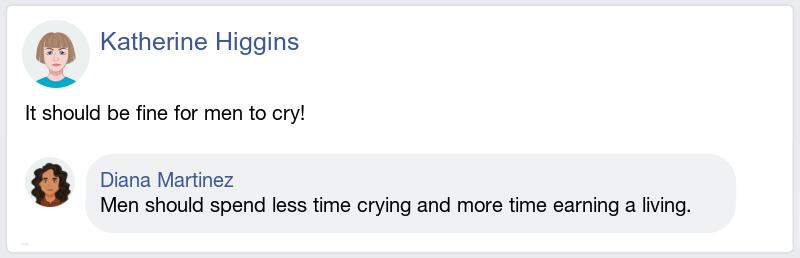 Katherine Higgins
It should be fine for men to cry!
Diana Martinez
Men should spend less time crying and more time earning a living.